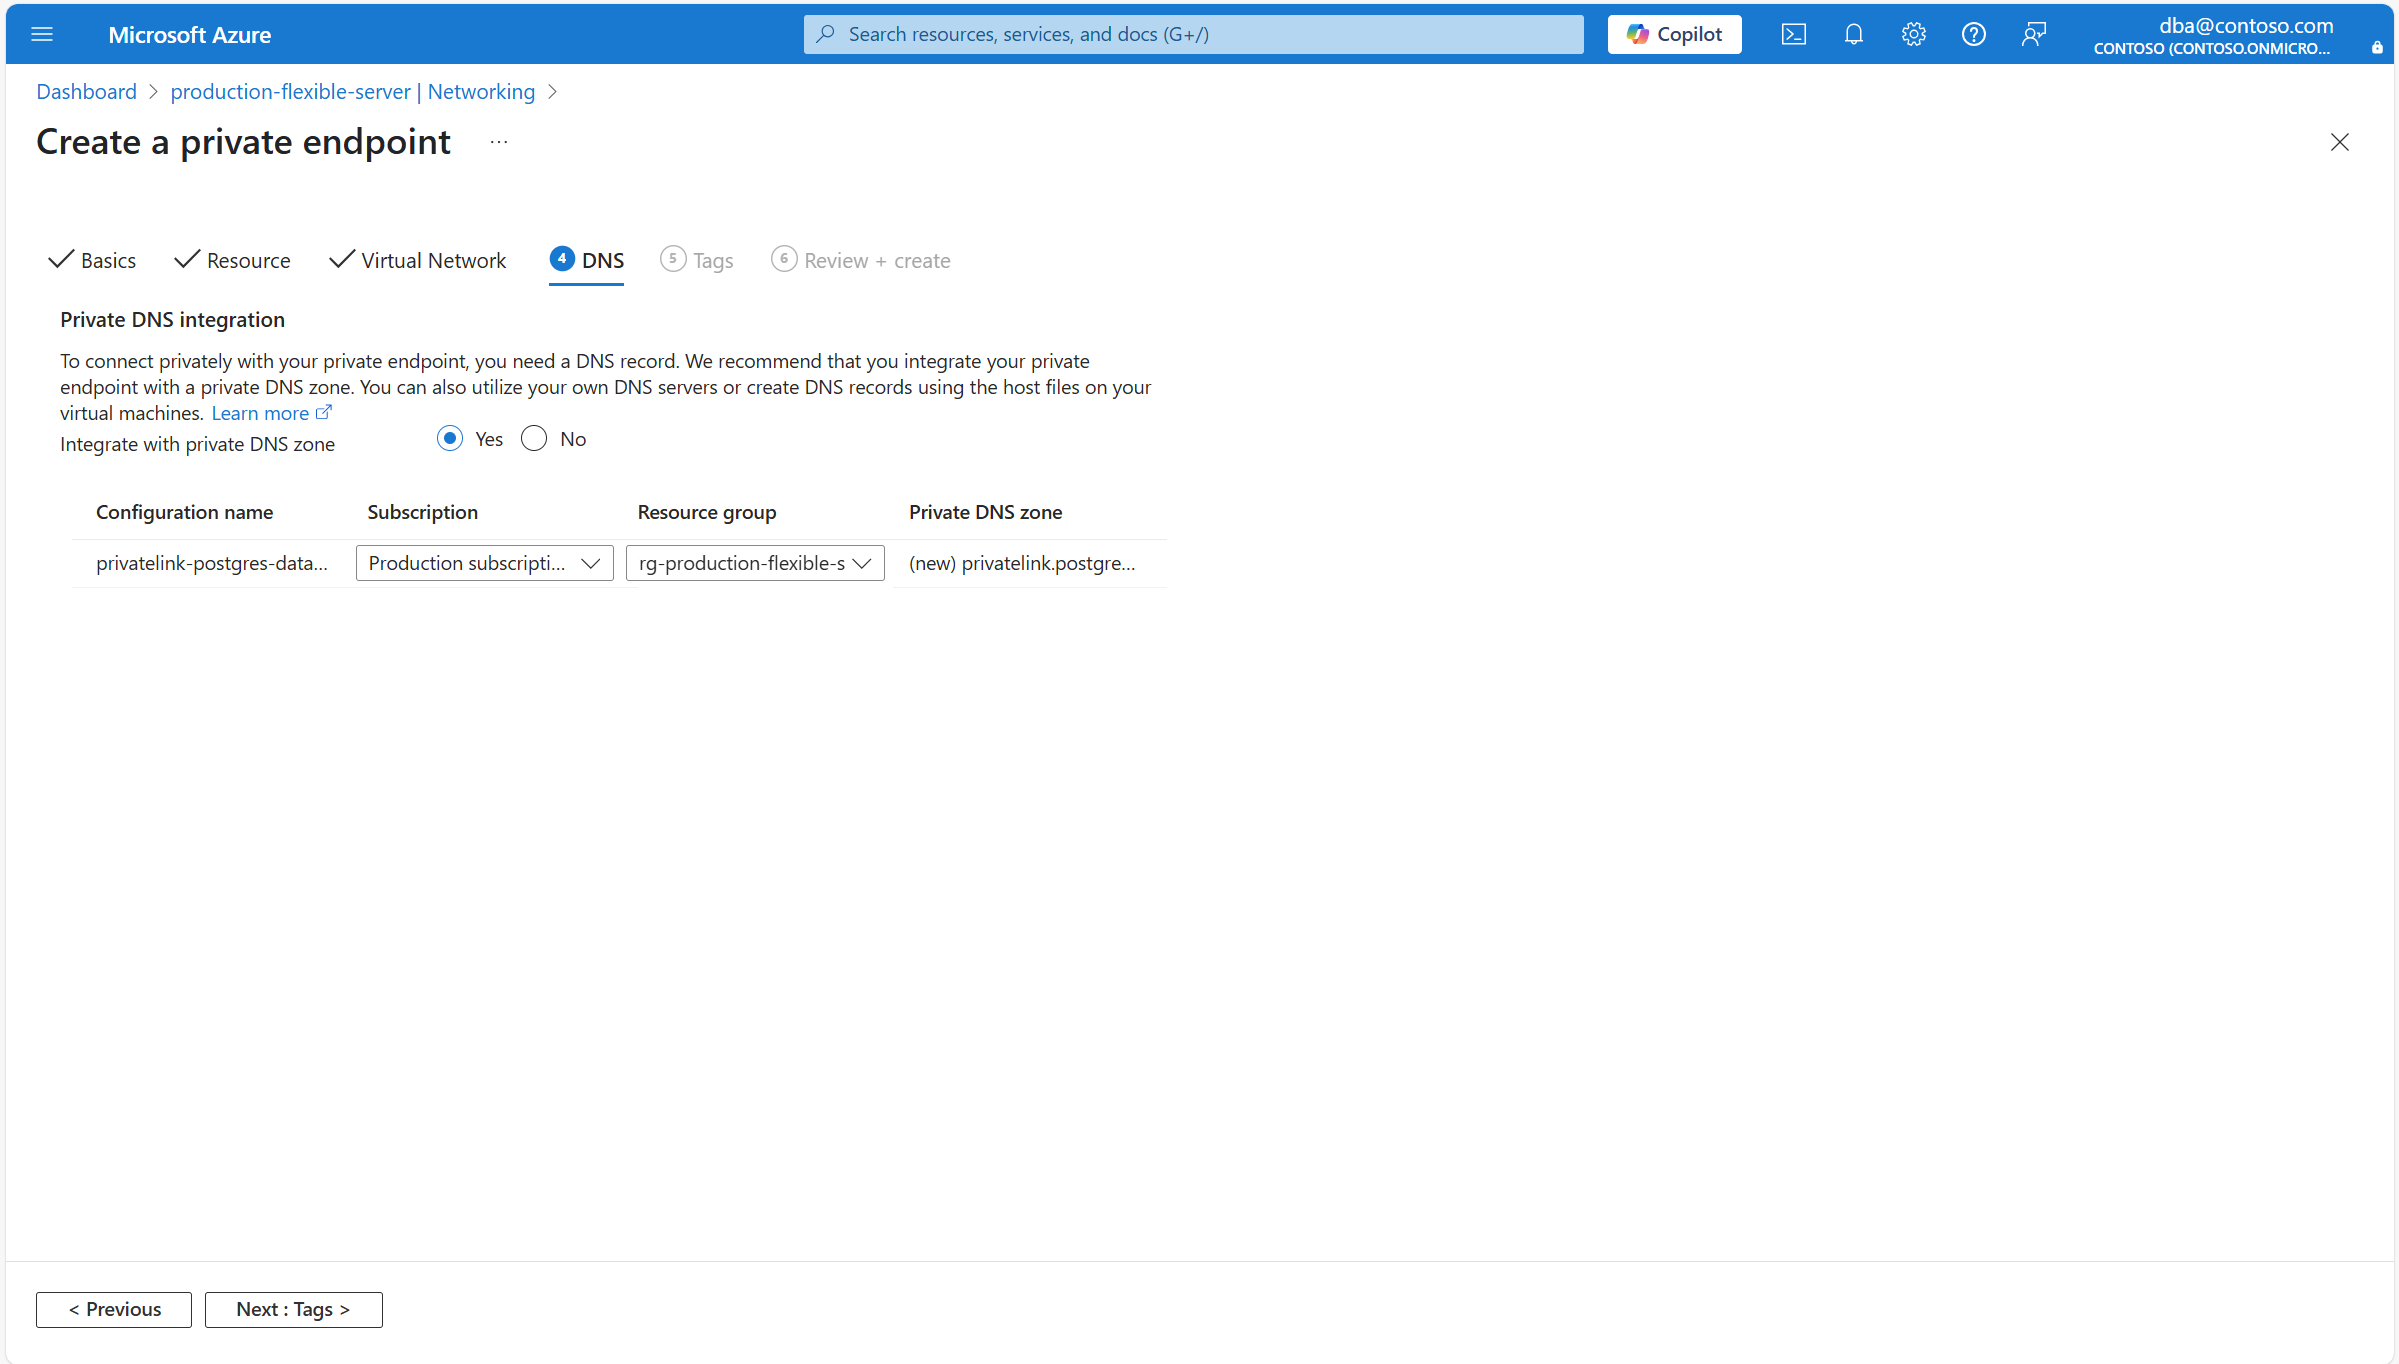 Microsoft Azure
Search resources, services, and docs (G+/)
Copilot
dba@contoso.com
CONTOSO (CONTOSO.ONMICRO...
Dashboard > production-flexible-server | Networking >
Create a private endpoint ...
Basics
Resource
Virtual Network
4 DNS
5 Tags
6 Review + create
Private DNS integration
To connect privately with your private endpoint, you need a DNS record. We recommend that you integrate your private
endpoint with a private DNS zone. You can also utilize your own DNS servers or create DNS records using the host files on your
virtual machines. Learn more
Integrate with private DNS zone
Yes
No
Configuration name Subscription Resource group Private DNS zone
privatelink-postgres-data... Production subscripti... rg-production-flexible-s (new) privatelink.postgre...
< Previous
Next : Tags >